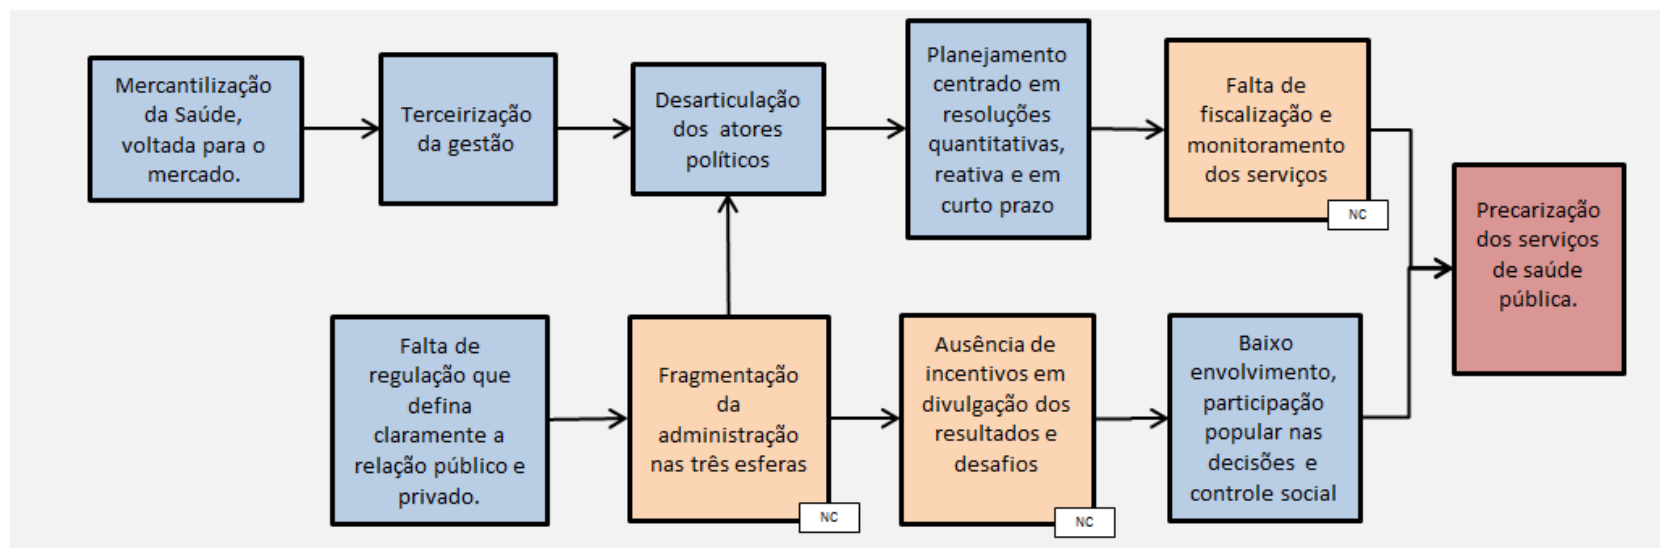 Mercantilização
da Saúde,
voltada para o
mercado.
Terceirização
da gestão
Desarticulação
dos atores
políticos
Planejamento
centrado em
resoluções
quantitativas,
reativa e em
curto prazo
Falta de
fiscalização e
monitoramento
dos serviços
NC
Precarização
dos serviços
de saúde
pública.
Falta de
regulação que
defina
claramente a
relação público e
privado.
Fragmentação
da
administração
nas três esferas
NC
Ausência de
incentivos em
divulgação dos
resultados e
desafios
NC
Baixo
envolvimento,
participação
popular nas
decisões e
controle social